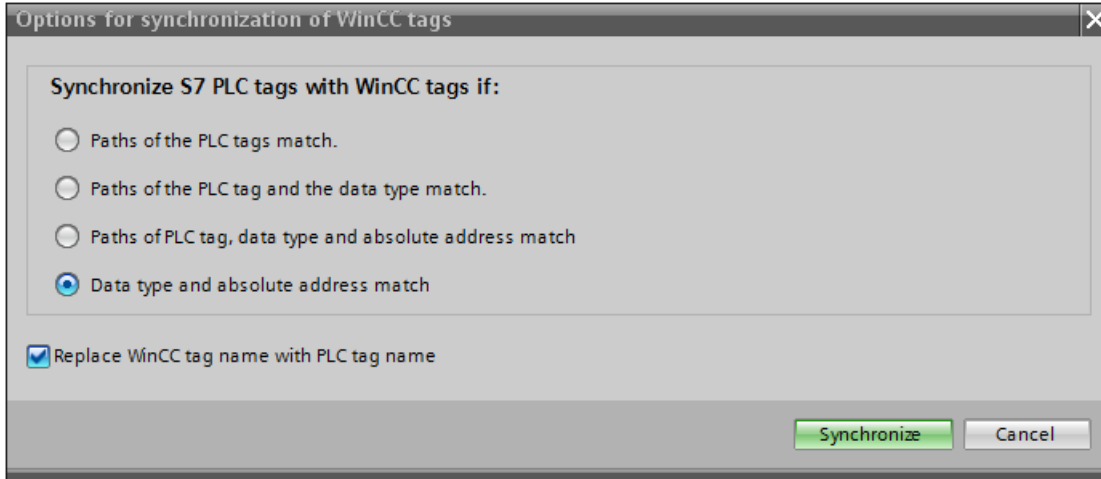 Options for synchronization of WinCC tags
Synchronize S7 PLC tags with WinCC tags if:
Paths of the PLC tags match.
Paths of the PLC tag and the data type match.
Paths of PLC tag, data type and absolute address match
Data type and absolute address match
Replace WinCC tag name with PLC tag name
Synchronize Cancel